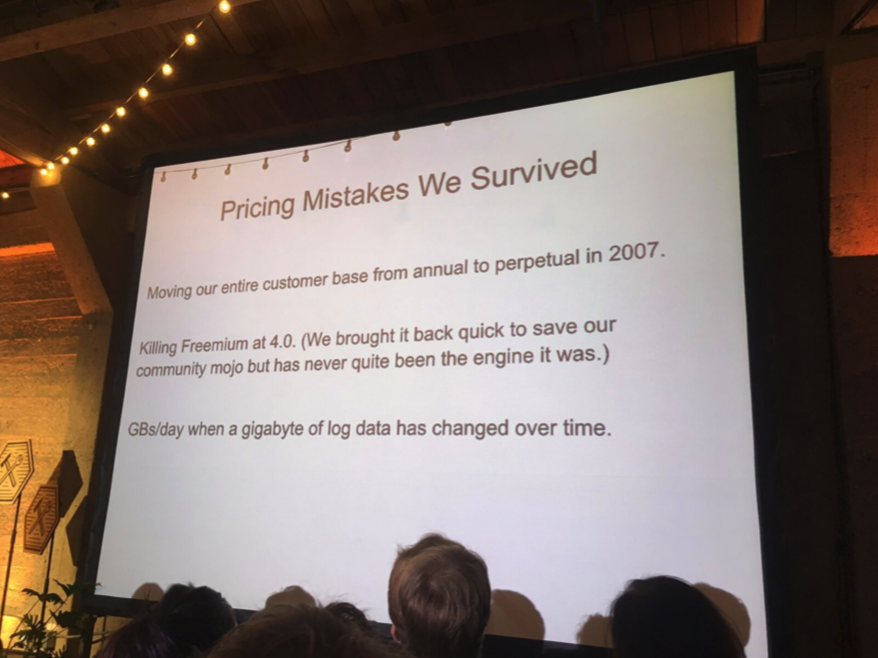 Pricing Mistakes We Survived
Moving our entire customer base from annual to perpetual in 2007.
Killing Freemium at 4.0. (We brought it back quick to save our
community mojo but has never quite been the engine it was.)
GBs/day when a gigabyte of log data has changed over time.